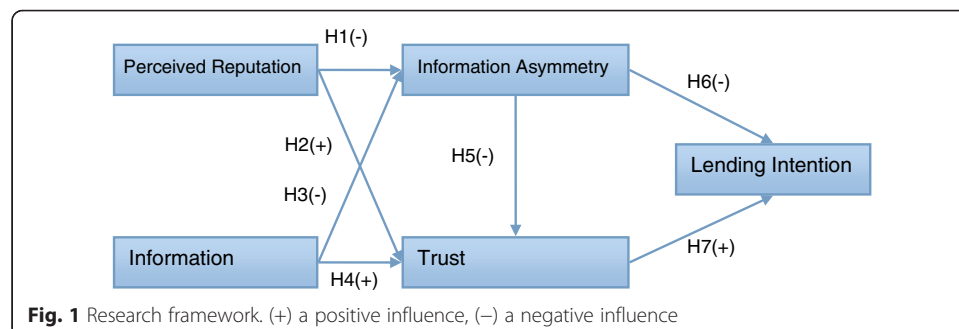 H1(-)
Perceived Reputation
Information Asymmetry
H6(-)
H2(+)
H5(-)
Lending Intention
H3(-)
Information
Trust
H7(+)
H4(+)
Fig. 1 Research framework. (+) a positive influence, (−) a negative influence